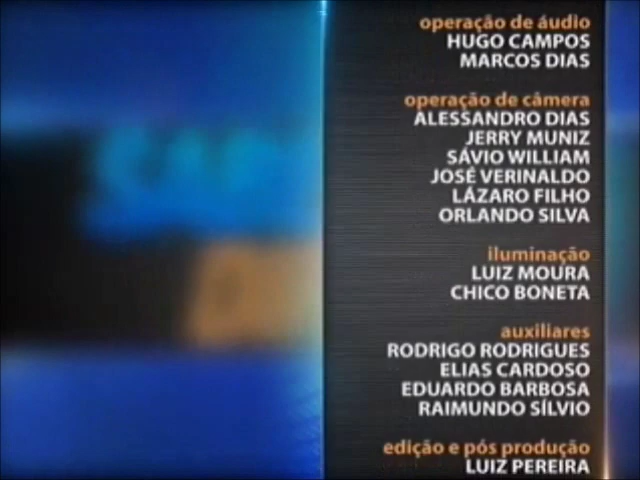 operação de áudio
HUGO CAMPOS
MARCOS DIAS
operação de câmera
ALESSANDRO DIAS
JERRY MUNIZ
SÁVIO WILLIAM
JOSÉ VERINALDO
LÁZARO FILHO
ORLANDO SILVA
iluminação
LUIZ MOURA
CHICO BONETA
auxiliares
RODRIGO RODRIGUES
ELIAS CARDOSO
EDUARDO BARBOSA
RAIMUNDO SÍLVIO
edição e pós produção
LUIZ PEREIRA